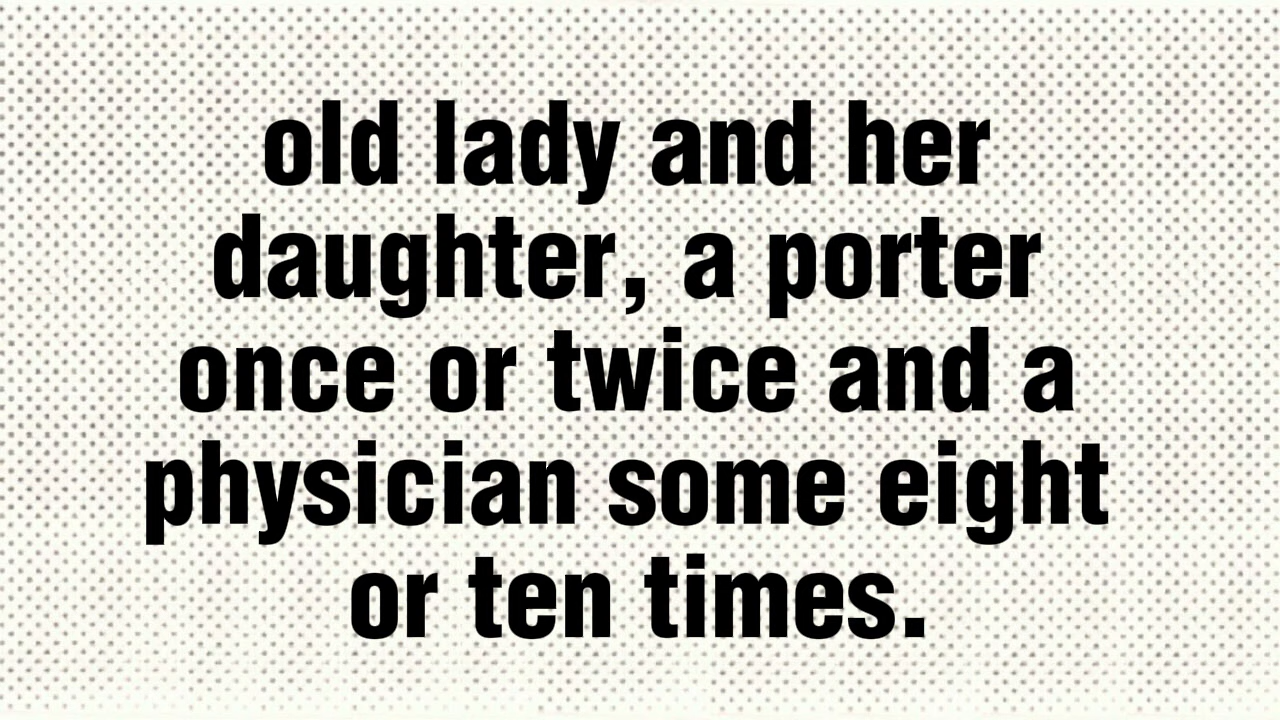 old lady and her
daughter, a porter
once or twice and a
physician some eight
or ten times.